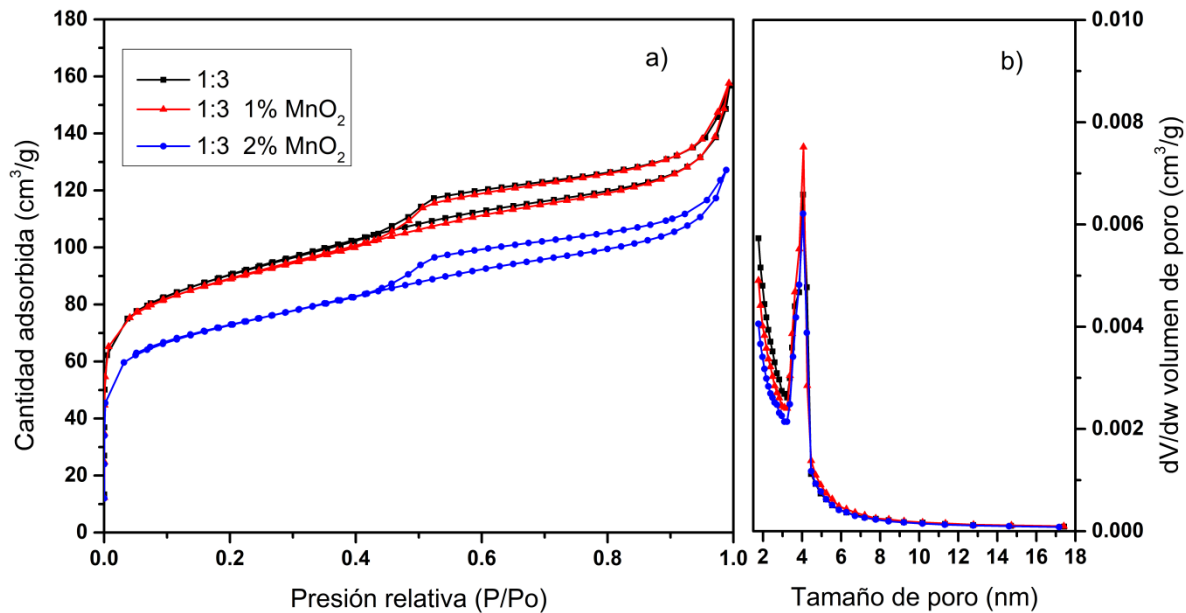 180
160
140
120
100
80
60
40
20
0
Cantidad adsorbida (cm³/g)
1:3
1:3 1% MnO₂
1:3 2% MnO₂
a)
0.0 0.2 0.4 0.6 0.8 1.0
Presión relativa (P/Po)
b)
2 4 6 8 10 12 14 16 18
Tamaño de poro (nm)
0.010
0.008
0.006
0.004
0.002
0.000
dV/dw volumen de poro (cm³/g)